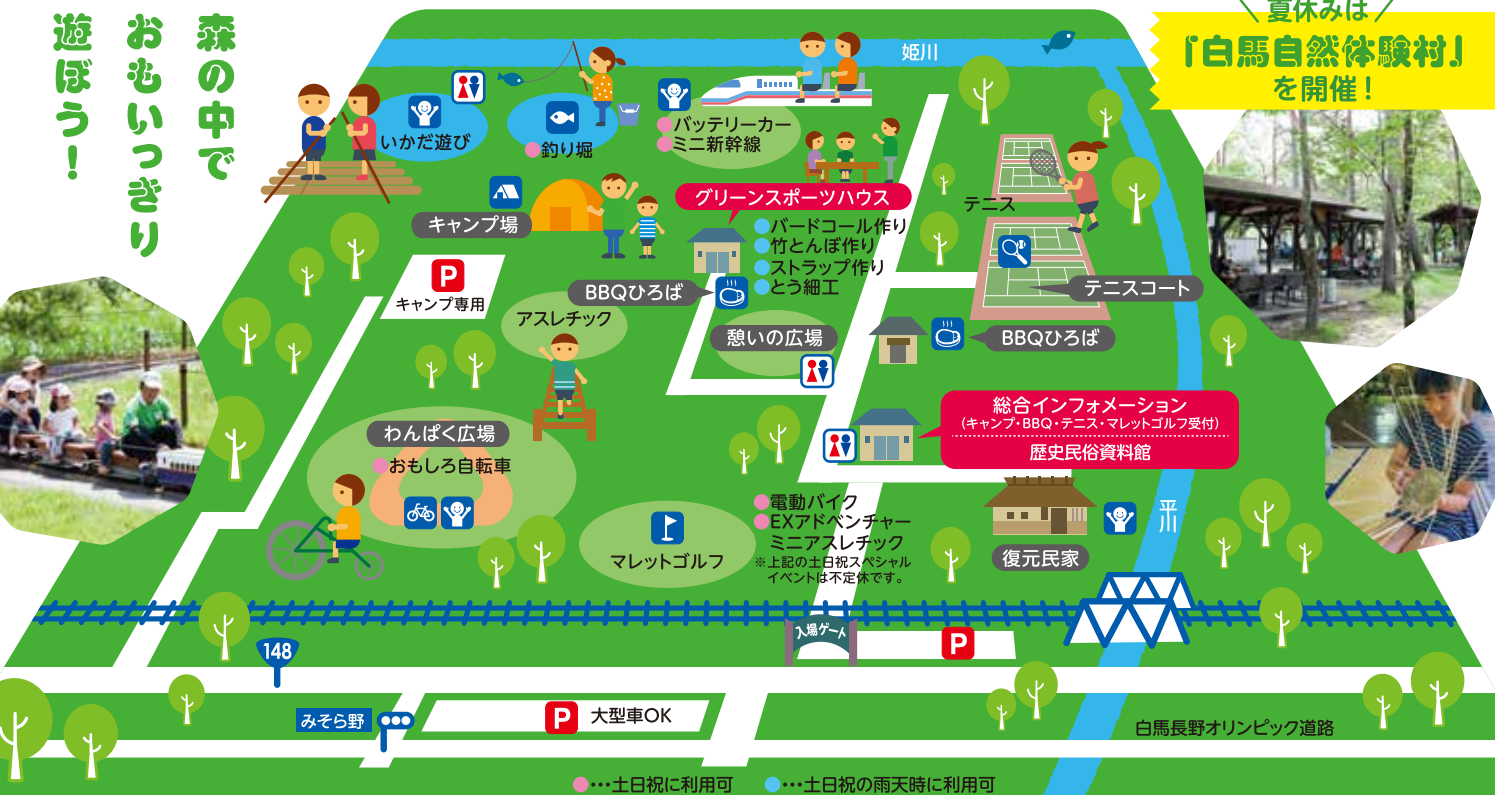 森の中で
おもいっきり
遊ぼう！
夏休みは
「白馬自然体験村」
を開催！
姫川
いかだ遊び
釣り堀
バッテリーカー
ミニ新幹線
キャンプ場
グリーンスポーツハウス
バードコール作り
竹とんぼ作り
ストラップ作り
とう細工
テニス
テニスコート
P
キャンプ専用
BBQひろば
アスレチック
憩いの広場
BBQひろば
総合インフォメーション
（キャンプ・BBQ・テニス・マレットゴルフ受付）
歴史民俗資料館
わんぱく広場
おもしろ自転車
マレットゴルフ
電動バイク
EXアドベンチャー
ミニアスレチック
※上記の土日祝スペシャル
イベントは不定休です。
復元民家
平川
入場ゲート
P
148
みそら野
P
大型車OK
白馬長野オリンピック道路
●…土日祝に利用可
●…土日祝の雨天時に利用可